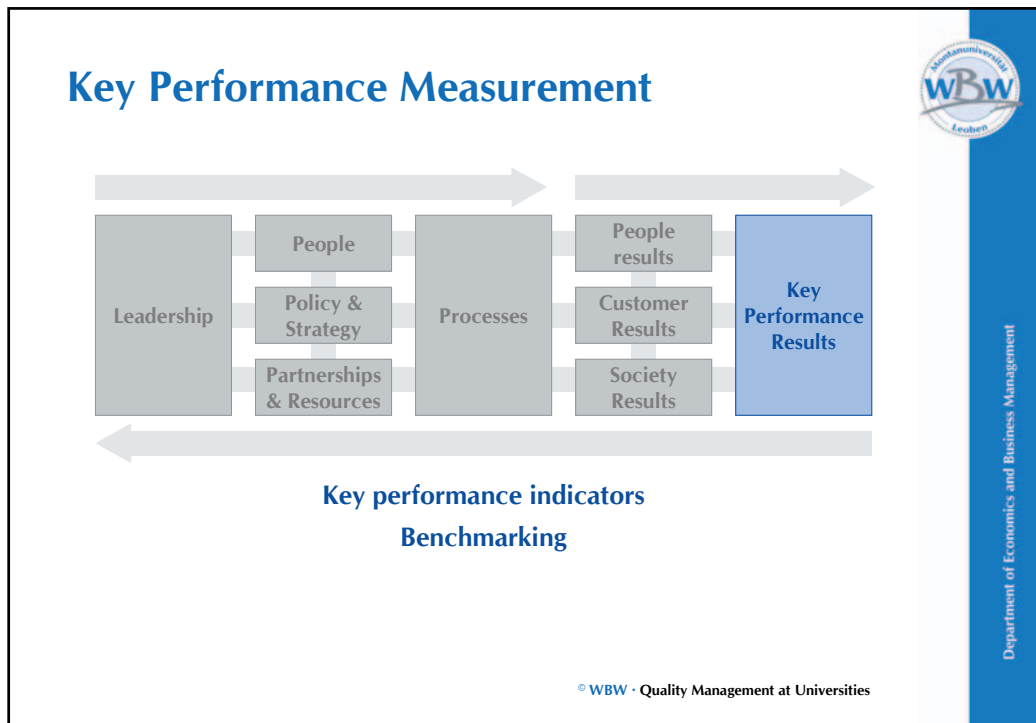 Key Performance Measurement
Montanuniversität
WBW
Leoben
Leadership
People
Policy &
Strategy
Partnerships
& Resources
Processes
People
results
Customer
Results
Society
Results
Key
Performance
Results
Key performance indicators
Benchmarking
Department of Economics and Business Management
© WBW · Quality Management at Universities